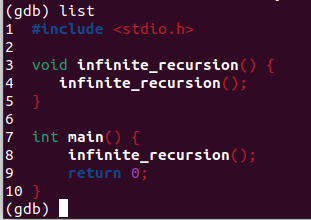 (gdb) list
1  #include <stdio.h>
2
3  void infinite_recursion() {
4    infinite_recursion();
5  }
6
7  int main() {
8     infinite_recursion();
9     return 0;
10 }
(gdb)